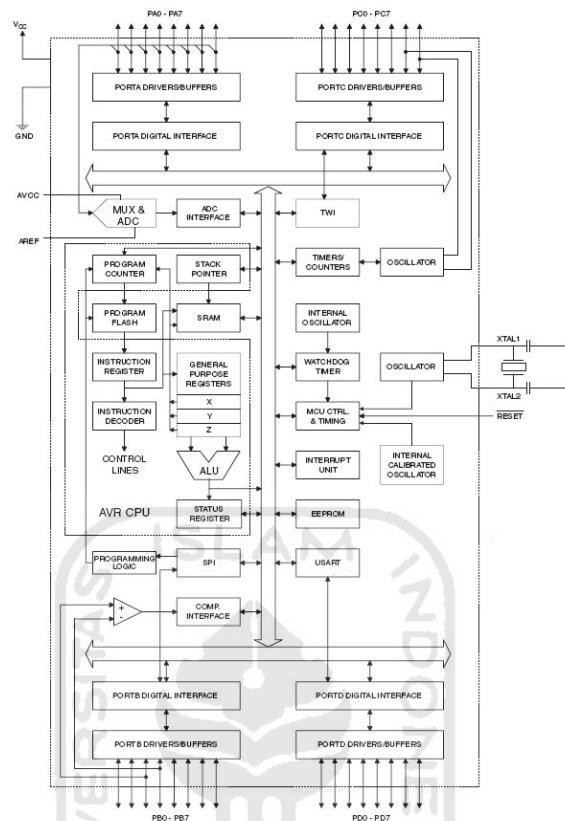 PA0 - PA7
PC0 - PC7
VCC
GND
PORTA DRIVERS/BUFFERS
PORTC DRIVERS/BUFFERS
PORTA DIGITAL INTERFACE
PORTC DIGITAL INTERFACE
AVCC
MUX &
ADC
ADC
INTERFACE
TWI
AREF
PROGRAM
COUNTER
STACK
POINTER
TIMERS/
COUNTERS
OSCILLATOR
PROGRAM
FLASH
SRAM
INTERNAL
OSCILLATOR
XTAL1
INSTRUCTION
REGISTER
GENERAL
PURPOSE
REGISTERS
WATCHDOG
TIMER
OSCILLATOR
XTAL2
X
Y
Z
INSTRUCTION
DECODER
MCU CTRL.
& TIMING
RESET
CONTROL
LINES
ALU
INTERRUPT
UNIT
INTERNAL
CALIBRATED
OSCILLATOR
AVR CPU
STATUS
REGISTER
EEPROM
PROGRAMMING
LOGIC
SPI
USART
+
-
COMP.
INTERFACE
PORTB DIGITAL INTERFACE
PORTD DIGITAL INTERFACE
PORTB DRIVERS/BUFFERS
PORTD DRIVERS/BUFFERS
PB0 - PB7
PD0 - PD7
VERSITAS
ISLAM
INDONE